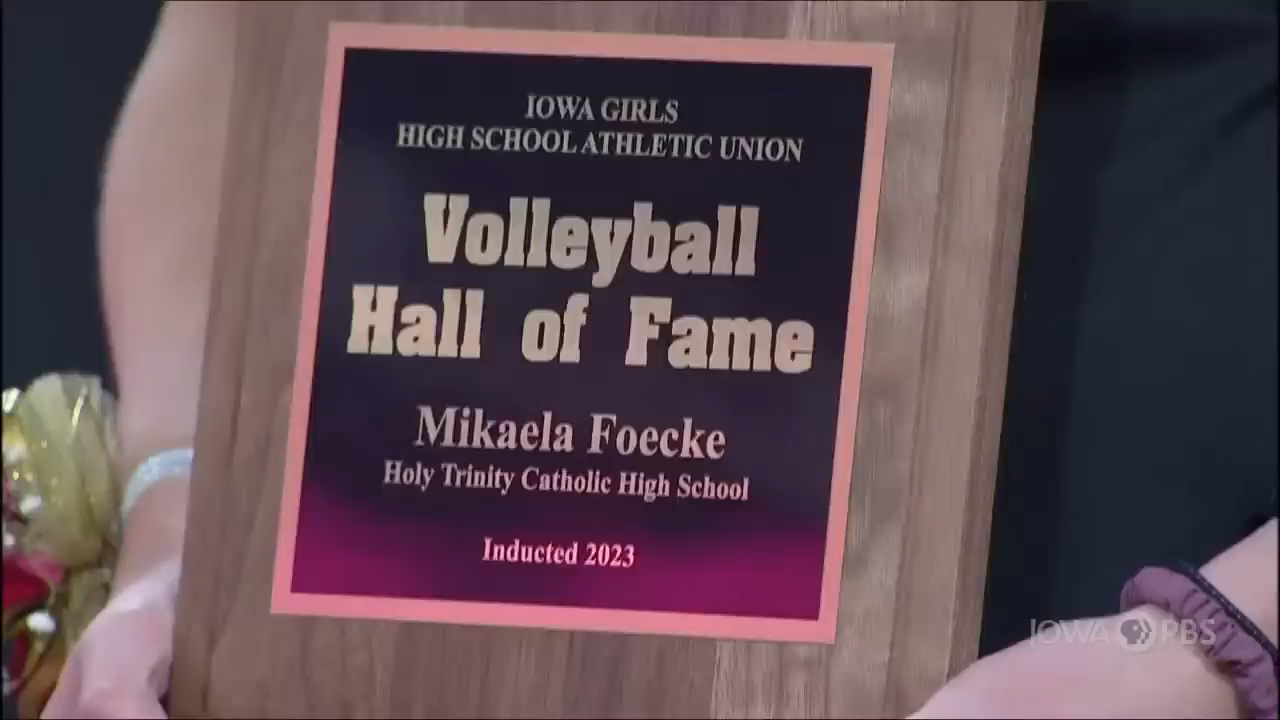 IOWA GIRLS
HIGH SCHOOL ATHLETIC UNION
Volleyball
Hall of Fame
Mikaela Foecke
Holy Trinity Catholic High School
Inducted 2023
IOWA PBS